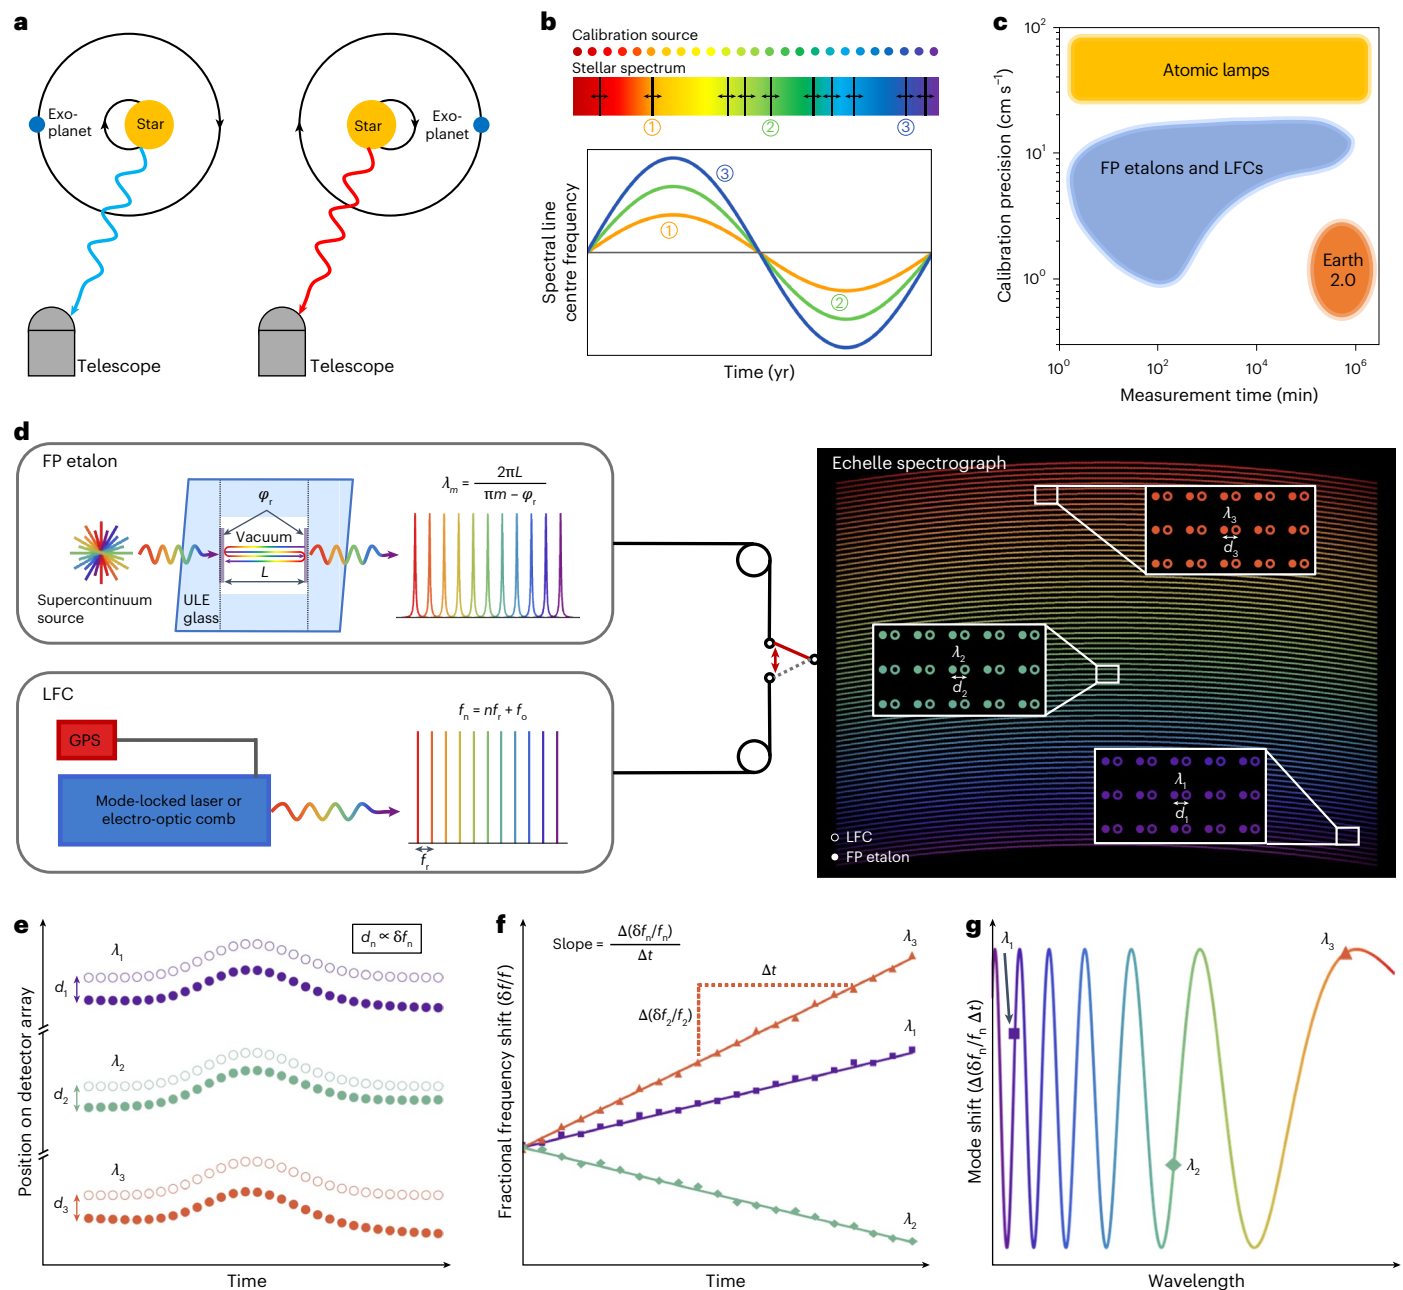 a
Exo-
planet
Star
Telescope
Star
Exo-
planet
Telescope
b
Calibration source
Stellar spectrum
①
②
③
Spectral line
centre frequency
③
①
②
Time (yr)
c
Calibration precision (cm s⁻¹)
10²
10¹
10⁰
Atomic lamps
FP etalons and LFCs
Earth
2.0
10⁰
10²
10⁴
10⁶
Measurement time (min)
d
FP etalon
φr
Vacuum
L
Supercontinuum
source
ULE
glass
λm = 2πL / πm – φr
LFC
GPS
Mode-locked laser or
electro-optic comb
fn = nfr + fo
fr
Echelle spectrograph
λ3
d3
λ2
d2
λ1
d1
LFC
FP etalon
e
Position on detector array
dn ∝ δfn
λ1
d1
λ2
d2
λ3
d3
Time
f
Fractional frequency shift (δf/f)
Slope = Δ(δfn/fn) / Δt
Δt
Δ(δf2/f2)
λ3
λ1
λ2
Time
g
Mode shift (Δ(δfn/fn Δt)
λ1
λ3
λ2
Wavelength